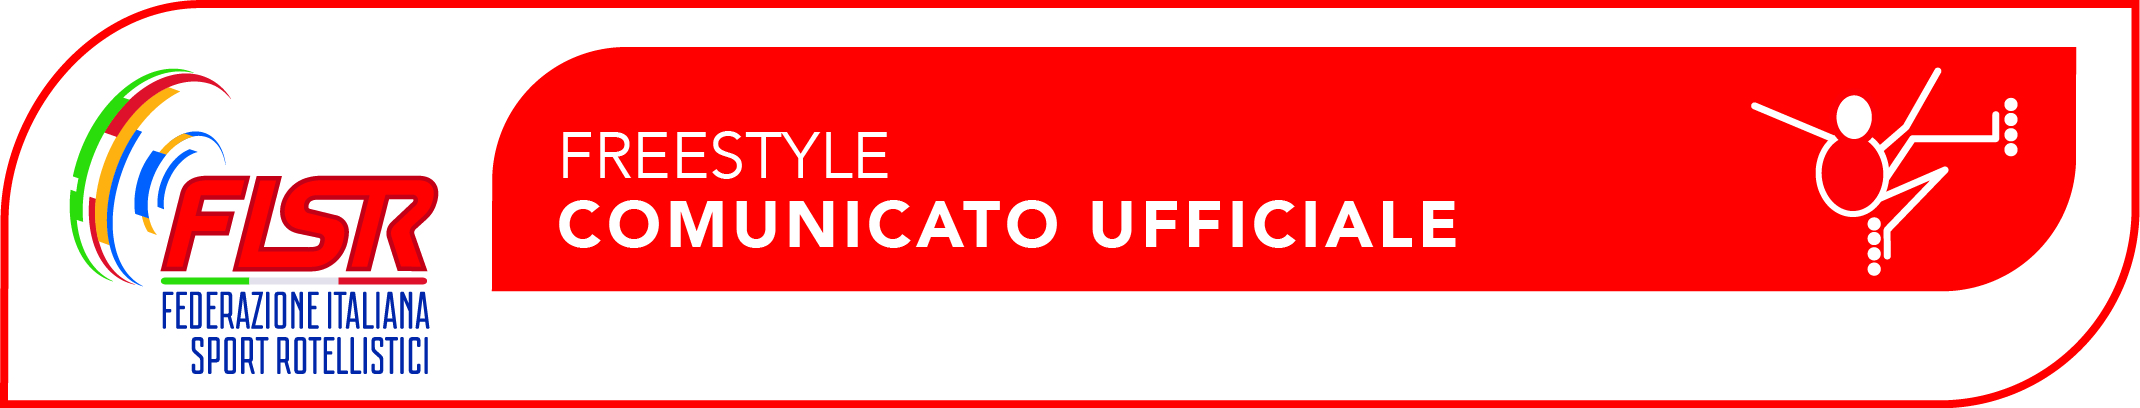 FISR
FEDERAZIONE ITALIANA
SPORT ROTELLISTICI
FREESTYLE
COMUNICATO UFFICIALE